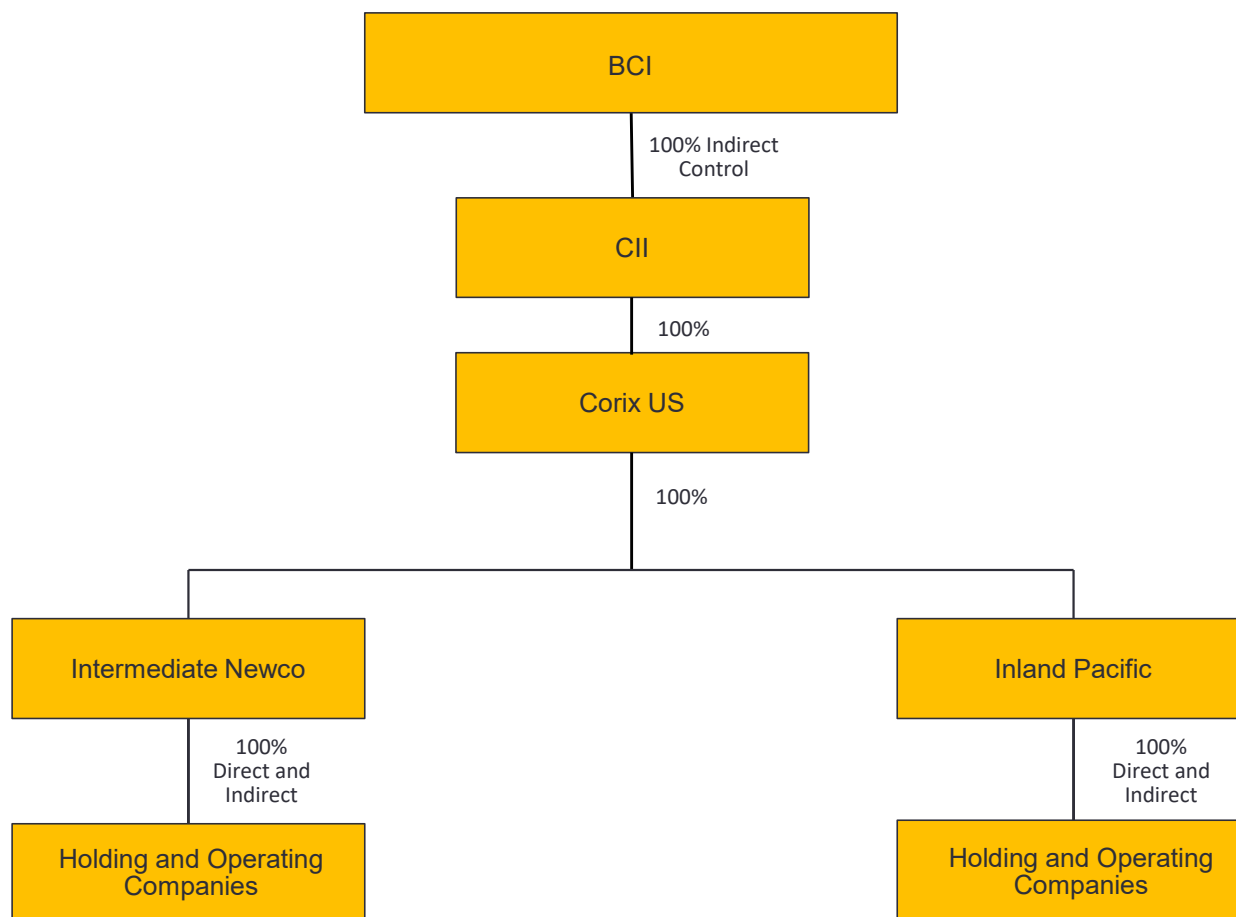 BCI
100% Indirect
Control
CII
100%
Corix US
100%
Intermediate Newco
Inland Pacific
100%
Direct and
Indirect
100%
Direct and
Indirect
Holding and Operating
Companies
Holding and Operating
Companies